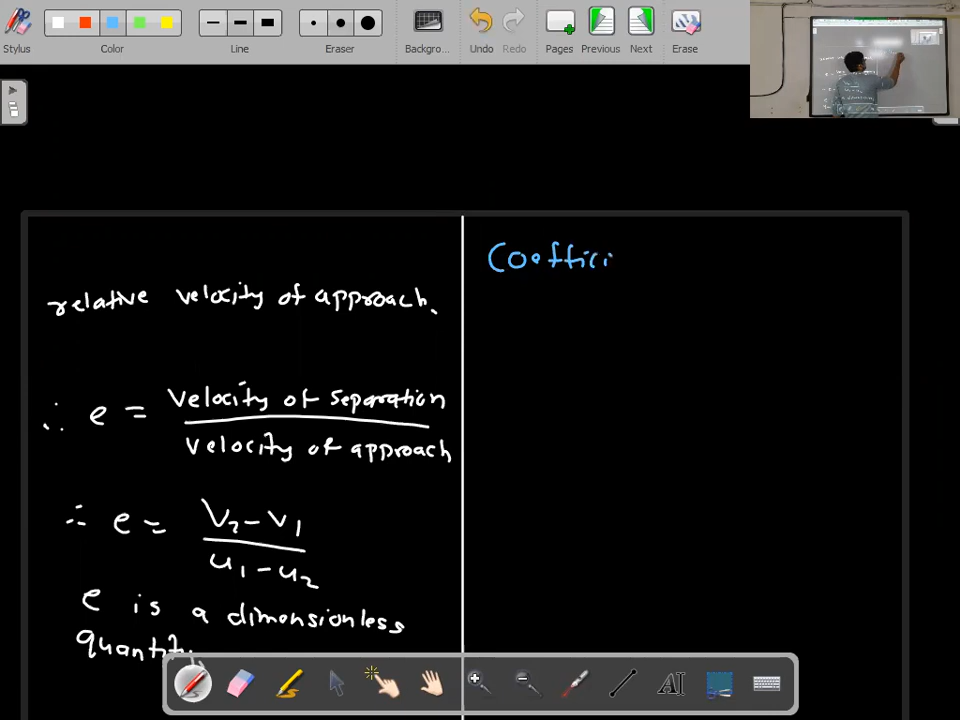 Stylus
Color
Line
Eraser
Backgro...
Undo
Redo
Pages
Previous
Next
Erase
relative velocity of approach.
∴ e = velocity of separation / velocity of approach
∴ e = V₂ - V₁ / u₁ - u₂
e is a dimensionless
quantity
Coeffici
AI